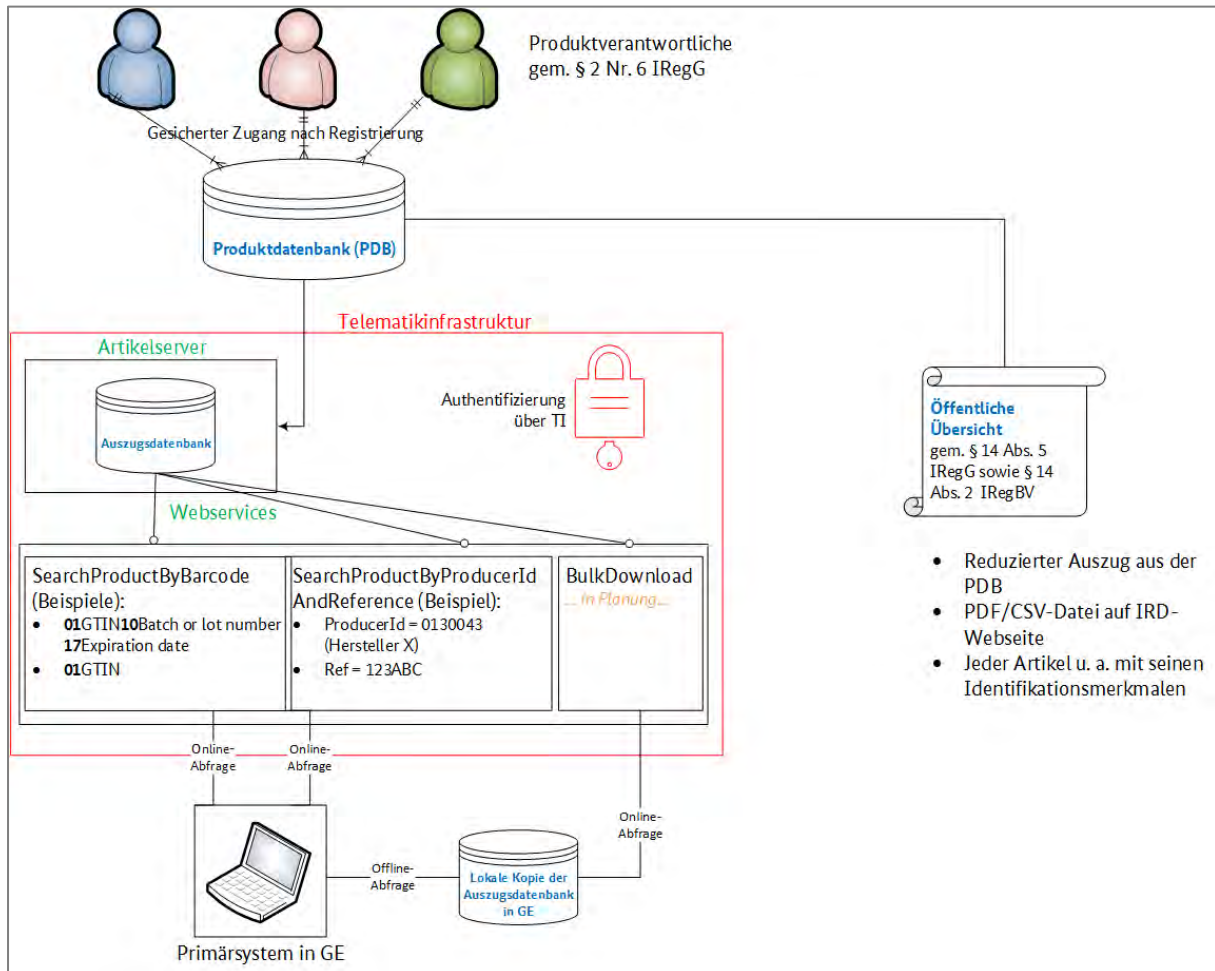 Produktverantwortliche
gem. § 2 Nr. 6 IRegG
Gesicherter Zugang nach Registrierung
Produktdatenbank (PDB)
Telematikinfrastruktur
Artikelserver
Auszugsdatenbank
Authentifizierung
über TI
Öffentliche
Übersicht
gem. § 14 Abs. 5
IRegG sowie § 14
Abs. 2 IRegBV
Webservices
SearchProductByBarcode
(Beispiele):
• 01GTIN10Batch or lot number
17Expiration date
• 01GTIN
SearchProductByProducerId
AndReference (Beispiel):
• ProducerId = 0130043
(Hersteller X)
• Ref = 123ABC
BulkDownload
... in Planung...
• Reduzierter Auszug aus der
PDB
• PDF/CSV-Datei auf IRD-
Webseite
• Jeder Artikel u. a. mit seinen
Identifikationsmerkmalen
Online-
Abfrage
Online-
Abfrage
Online-
Abfrage
Offline-
Abfrage
Lokale Kopie der
Auszugsdatenbank
in GE
Primärsystem in GE